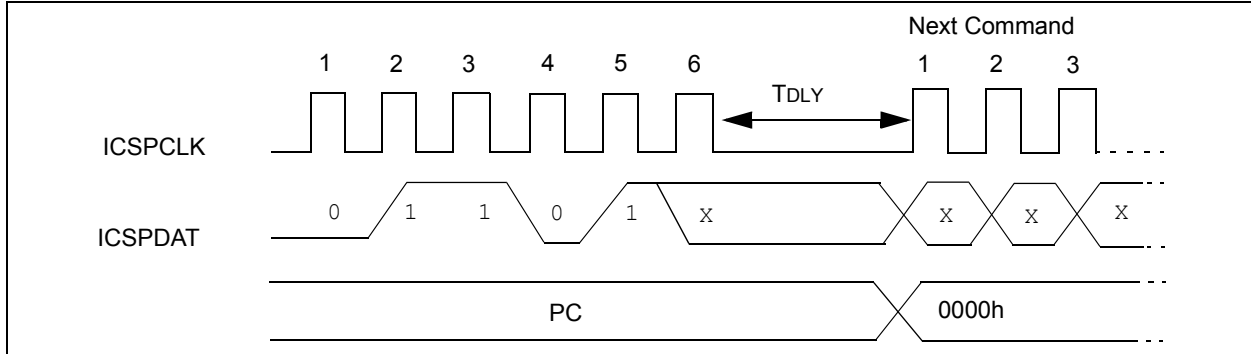 Next Command
1 2 3 4 5 6 1 2 3
TDLY
ICSPCLK
0 1 1 0 1 X X X X
ICSPDAT
PC 0000h